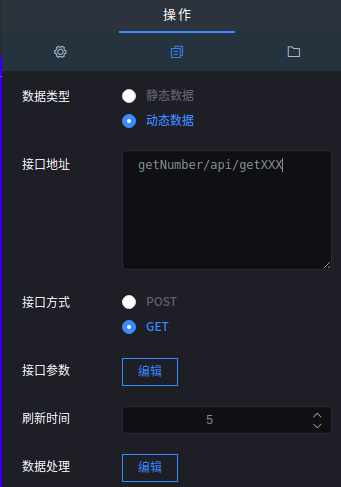 操作
数据类型
静态数据
动态数据
接口地址
getNumber/api/getXXX
接口方式
POST
GET
接口参数
编辑
刷新时间
5
数据处理
编辑